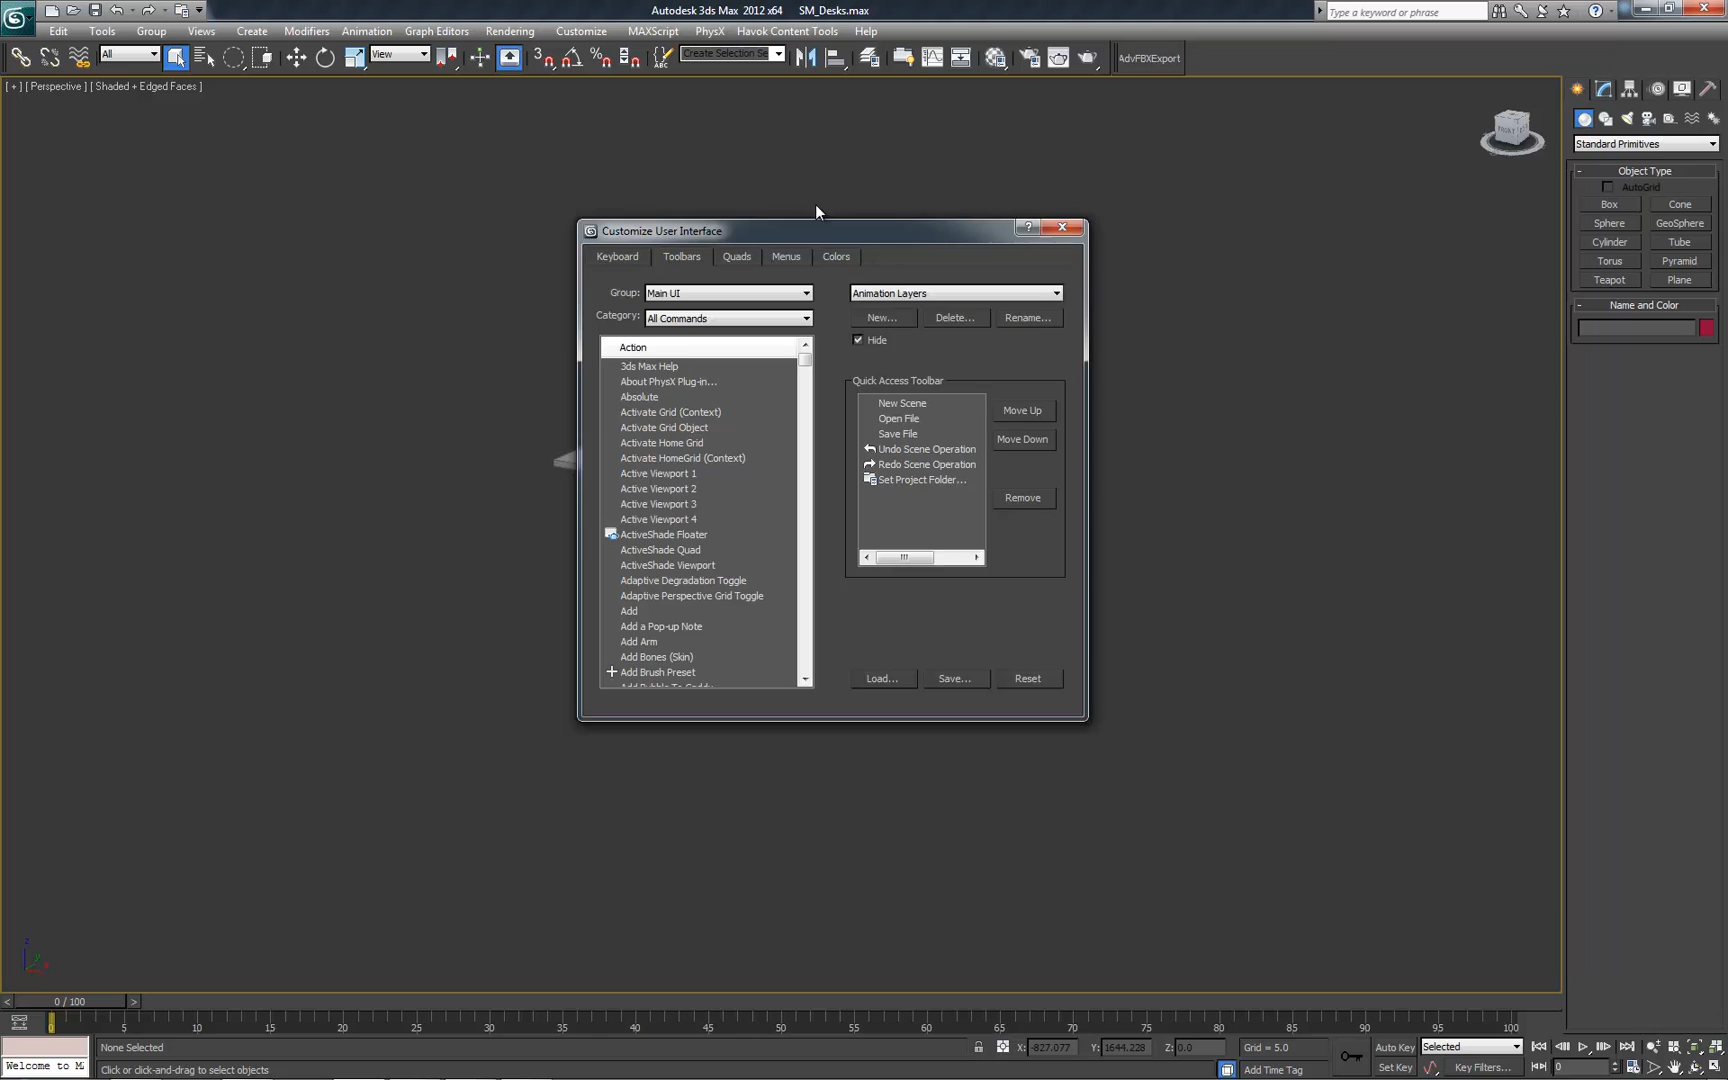 Autodesk 3ds Max 2012 x64 SM_Desks.max
Type a keyword or phrase
Edit Tools Group Views Create Modifiers Animation Graph Editors Rendering Customize MAXScript PhysX Havok Content Tools Help
All View Create Selection Se AdvFBXExport
[ + ] [ Perspective ] [ Shaded + Edged Faces ]
Standard Primitives
Object Type
AutoGrid
Box Cone
Sphere GeoSphere
Cylinder Tube
Torus Pyramid
Teapot Plane
Name and Color
Customize User Interface
Keyboard Toolbars Quads Menus Colors
Group: Main UI
Category: All Commands
Action
3ds Max Help
About PhysX Plug-in...
Absolute
Activate Grid (Context)
Activate Grid Object
Activate Home Grid
Activate HomeGrid (Context)
Active Viewport 1
Active Viewport 2
Active Viewport 3
Active Viewport 4
ActiveShade Floater
ActiveShade Quad
ActiveShade Viewport
Adaptive Degradation Toggle
Adaptive Perspective Grid Toggle
Add
Add a Pop-up Note
Add Arm
Add Bones (Skin)
Add Brush Preset
Animation Layers
New... Delete... Rename...
Hide
Quick Access Toolbar
New Scene
Open File
Save File
Undo Scene Operation
Redo Scene Operation
Set Project Folder...
Move Up
Move Down
Remove
Load... Save... Reset
0 / 100
0 5 10 15 20 25 30 35 40 45 50 55 60 65 70 75 80 85 90 95 100
None Selected X: -827.077 Y: 1644.228 Z: 0.0 Grid = 5.0 Auto Key Selected
Welcome to M Click or click-and-drag to select objects Add Time Tag Set Key Key Filters... 0